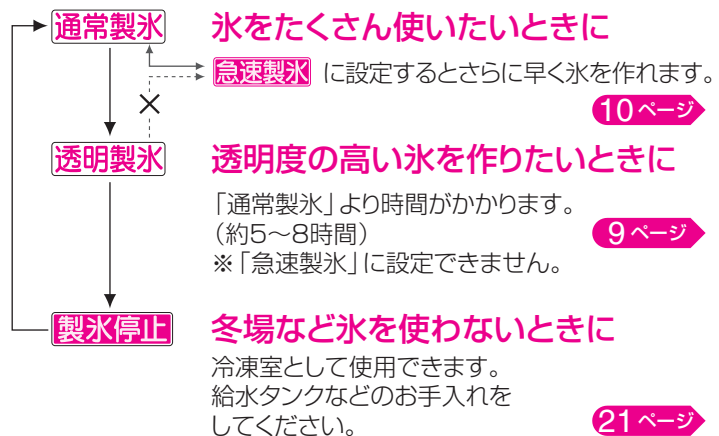 通常製氷 氷をたくさん使いたいときに
急速製氷 に設定するとさらに早く氷を作れます。
10ページ
透明製氷 透明度の高い氷を作りたいときに
「通常製氷」より時間がかかります。
（約5〜8時間）
9ページ
※「急速製氷」に設定できません。
製氷停止 冬場など氷を使わないときに
冷凍室として使用できます。
給水タンクなどのお手入れを
してください。
21ページ